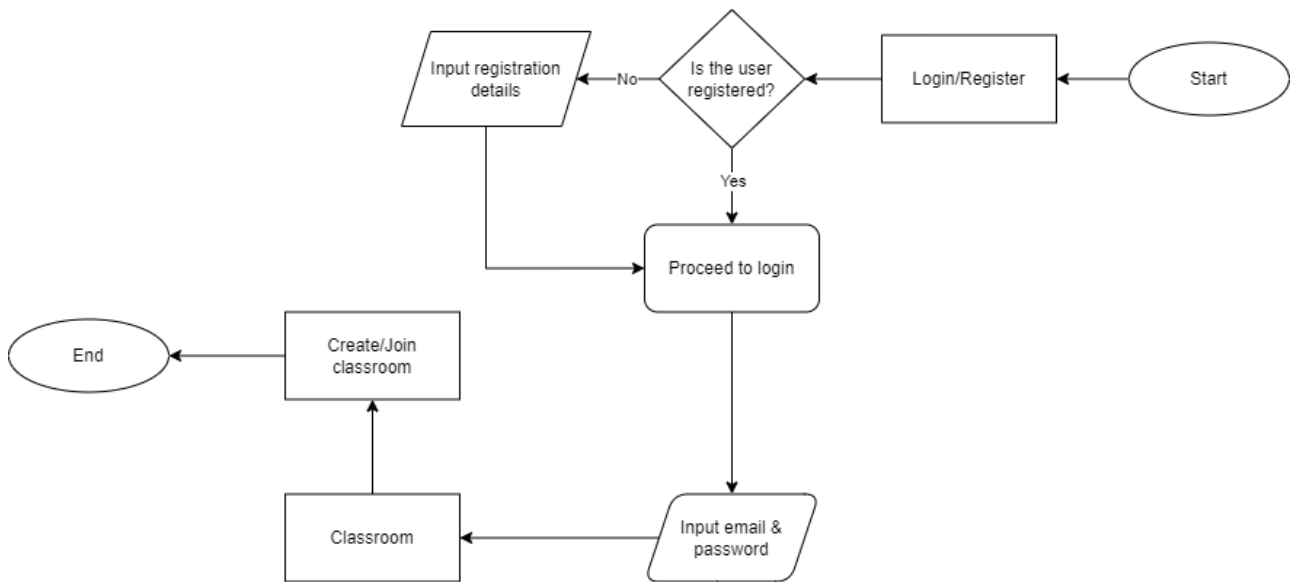 Start
Login/Register
Is the user
registered?
No
Input registration
details
Yes
Proceed to login
Input email &
password
Classroom
Create/Join
classroom
End